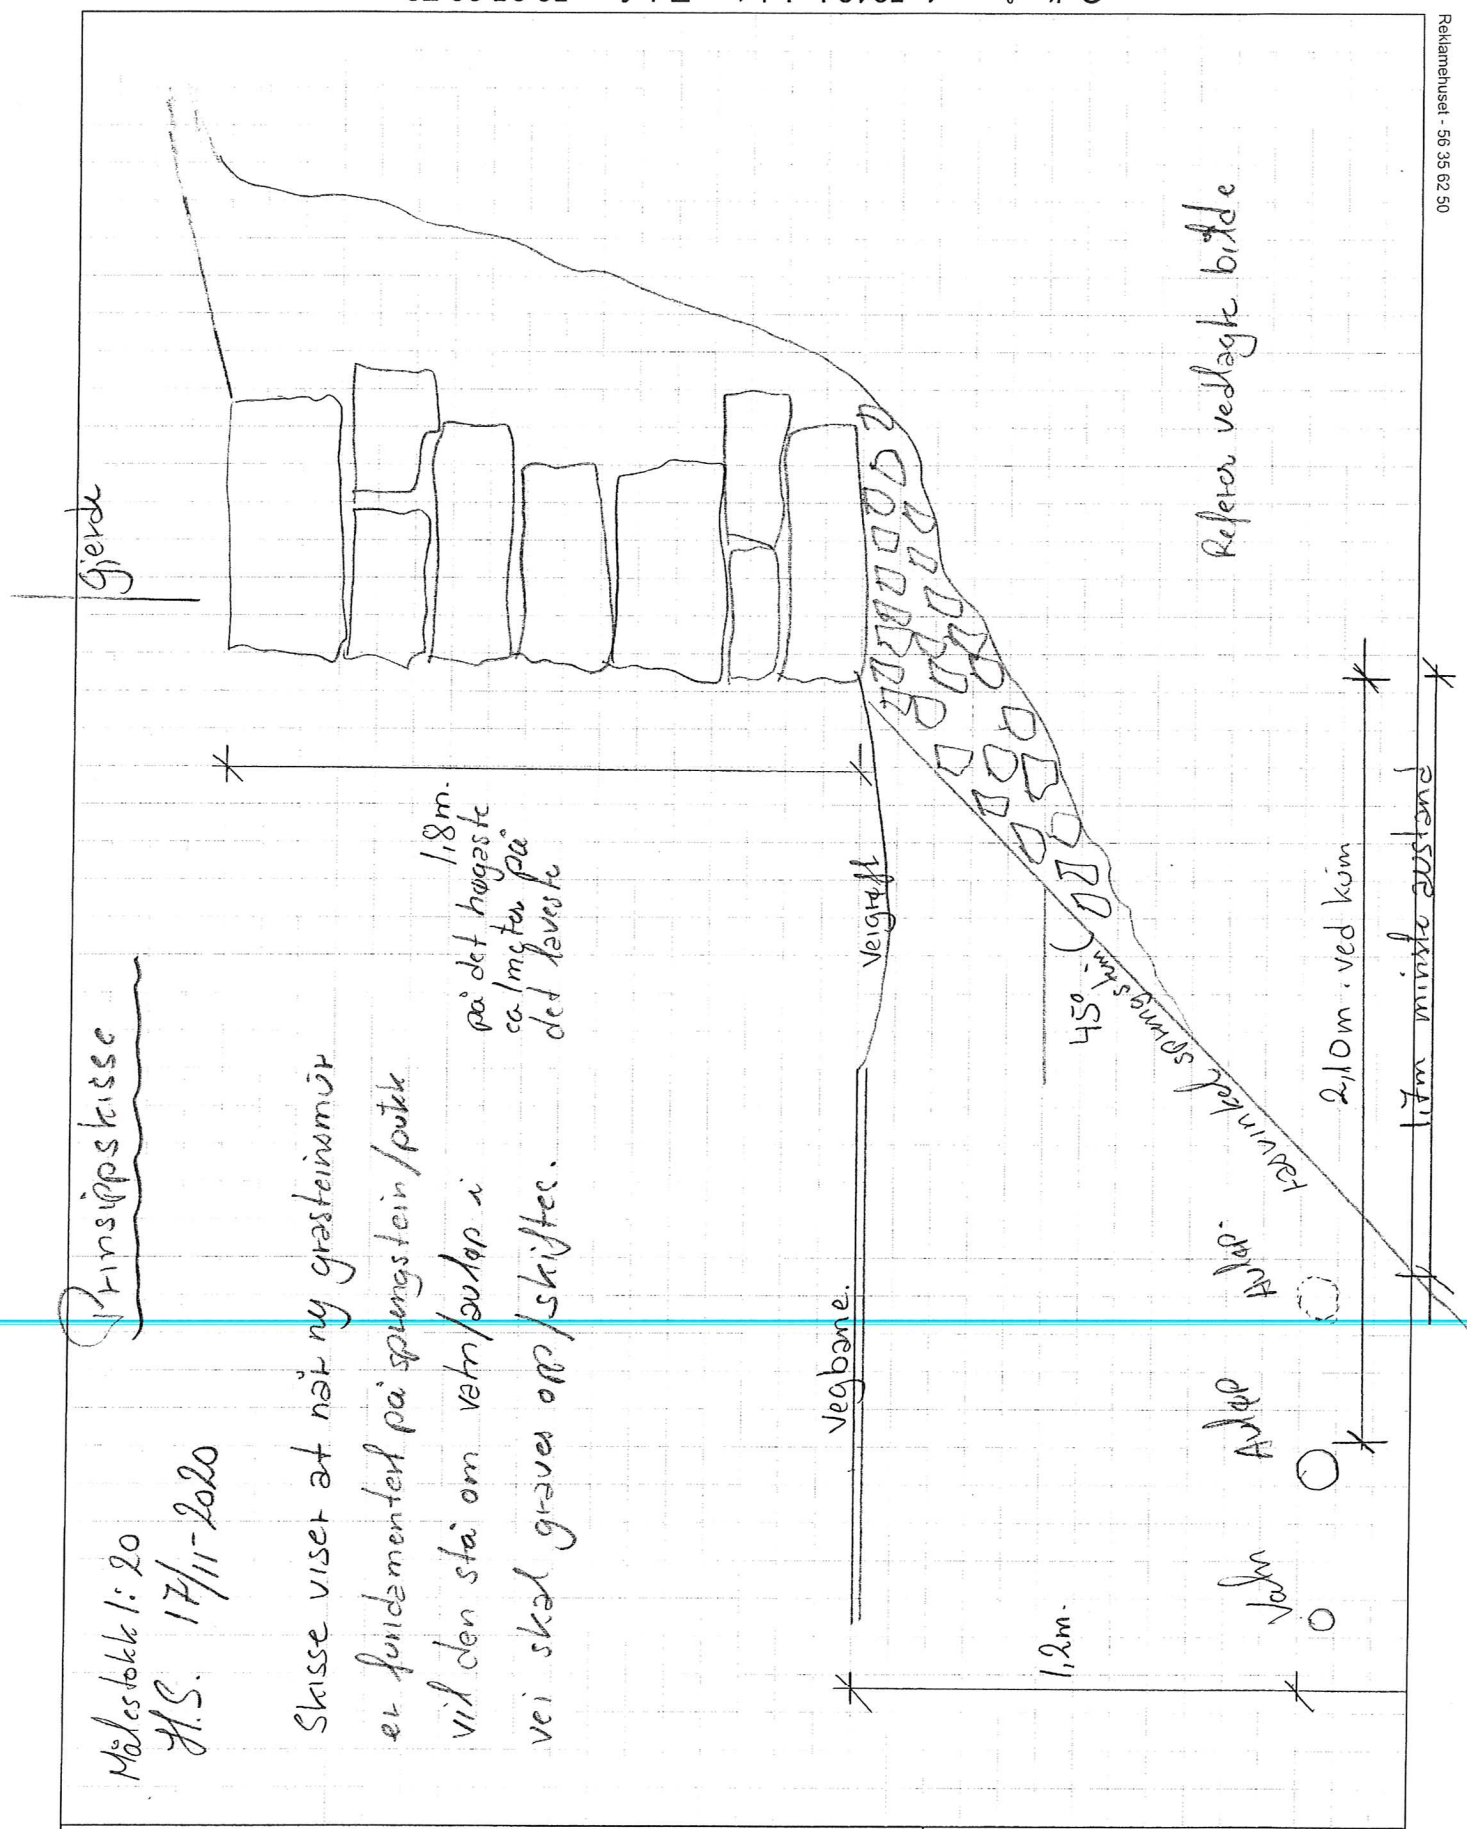 Målestokk 1:20
H.S. 17/11-2020
Prinsippskisse
Skisse viser at når ny gråsteinsmur
er fundamentert på sprengstein/pukk
vil den stå om vatn/avløp i
vei skal graves opp/skiftes.
Gjerde
1,8m.
på det høgaste
ca 1 meter på
det laveste
Vegbane.
Veigrøft
45°
rasvinkel sprengstein
1,2m.
Vatn
Avløp
Avløp.
Referer vedlagte bilde
2,10m. ved kum
1,7m minste avstand
Reklamehuset - 56 35 62 50